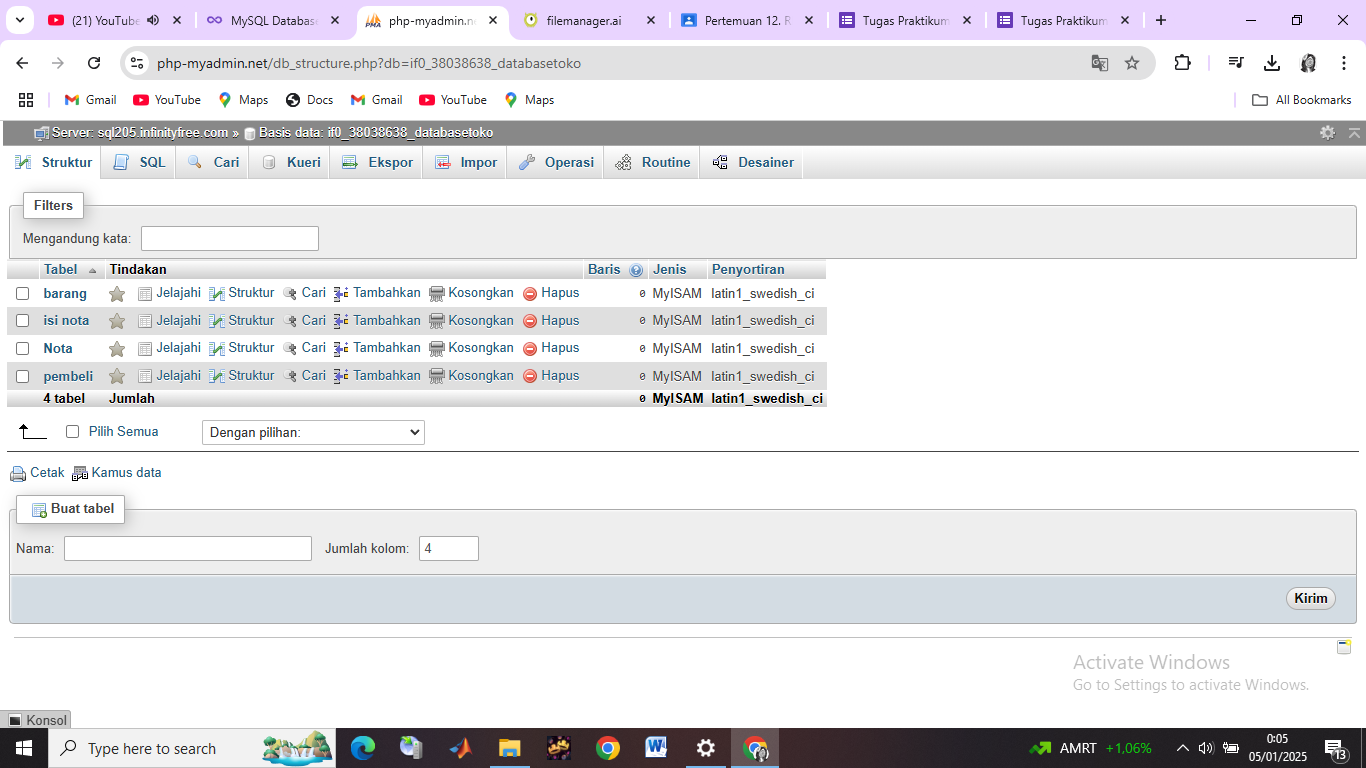 (21) YouTube
MySQL Database
php-myadmin.ne
filemanager.ai
Pertemuan 12. R
Tugas Praktikum
Tugas Praktikum
php-myadmin.net/db_structure.php?db=if0_38038638_databasetoko
Gmail YouTube Maps Docs Gmail YouTube Maps All Bookmarks
Server: sql205.infinityfree.com » Basis data: if0_38038638_databasetoko
Struktur SQL Cari Kueri Ekspor Impor Operasi Routine Desainer
Filters
Mengandung kata:
Tabel Tindakan Baris Jenis Penyortiran
barang Jelajahi Struktur Cari Tambahkan Kosongkan Hapus 0 MyISAM latin1_swedish_ci
isi nota Jelajahi Struktur Cari Tambahkan Kosongkan Hapus 0 MyISAM latin1_swedish_ci
Nota Jelajahi Struktur Cari Tambahkan Kosongkan Hapus 0 MyISAM latin1_swedish_ci
pembeli Jelajahi Struktur Cari Tambahkan Kosongkan Hapus 0 MyISAM latin1_swedish_ci
4 tabel Jumlah 0 MyISAM latin1_swedish_ci
Pilih Semua Dengan pilihan:
Cetak Kamus data
Buat tabel
Nama: Jumlah kolom: 4
Kirim
Activate Windows
Go to Settings to activate Windows.
Konsol
Type here to search
AMRT +1,06%
0:05
05/01/2025
13